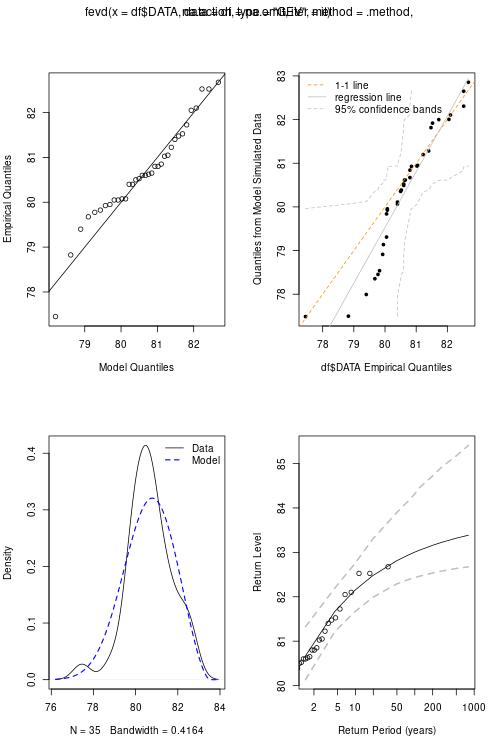 fevd(x = df$DATA, method = .method,
Empirical Quantiles
78 79 80 81 82
79 80 81 82
Model Quantiles
Quantiles from Model Simulated Data
78 79 80 81 82 83
1-1 line
regression line
95% confidence bands
78 79 80 81 82
df$DATA Empirical Quantiles
Density
0.0 0.1 0.2 0.3 0.4
Data
Model
76 78 80 82 84
N = 35 Bandwidth = 0.4164
Return Level
80 81 82 83 84 85
2 5 10 50 200 1000
Return Period (years)